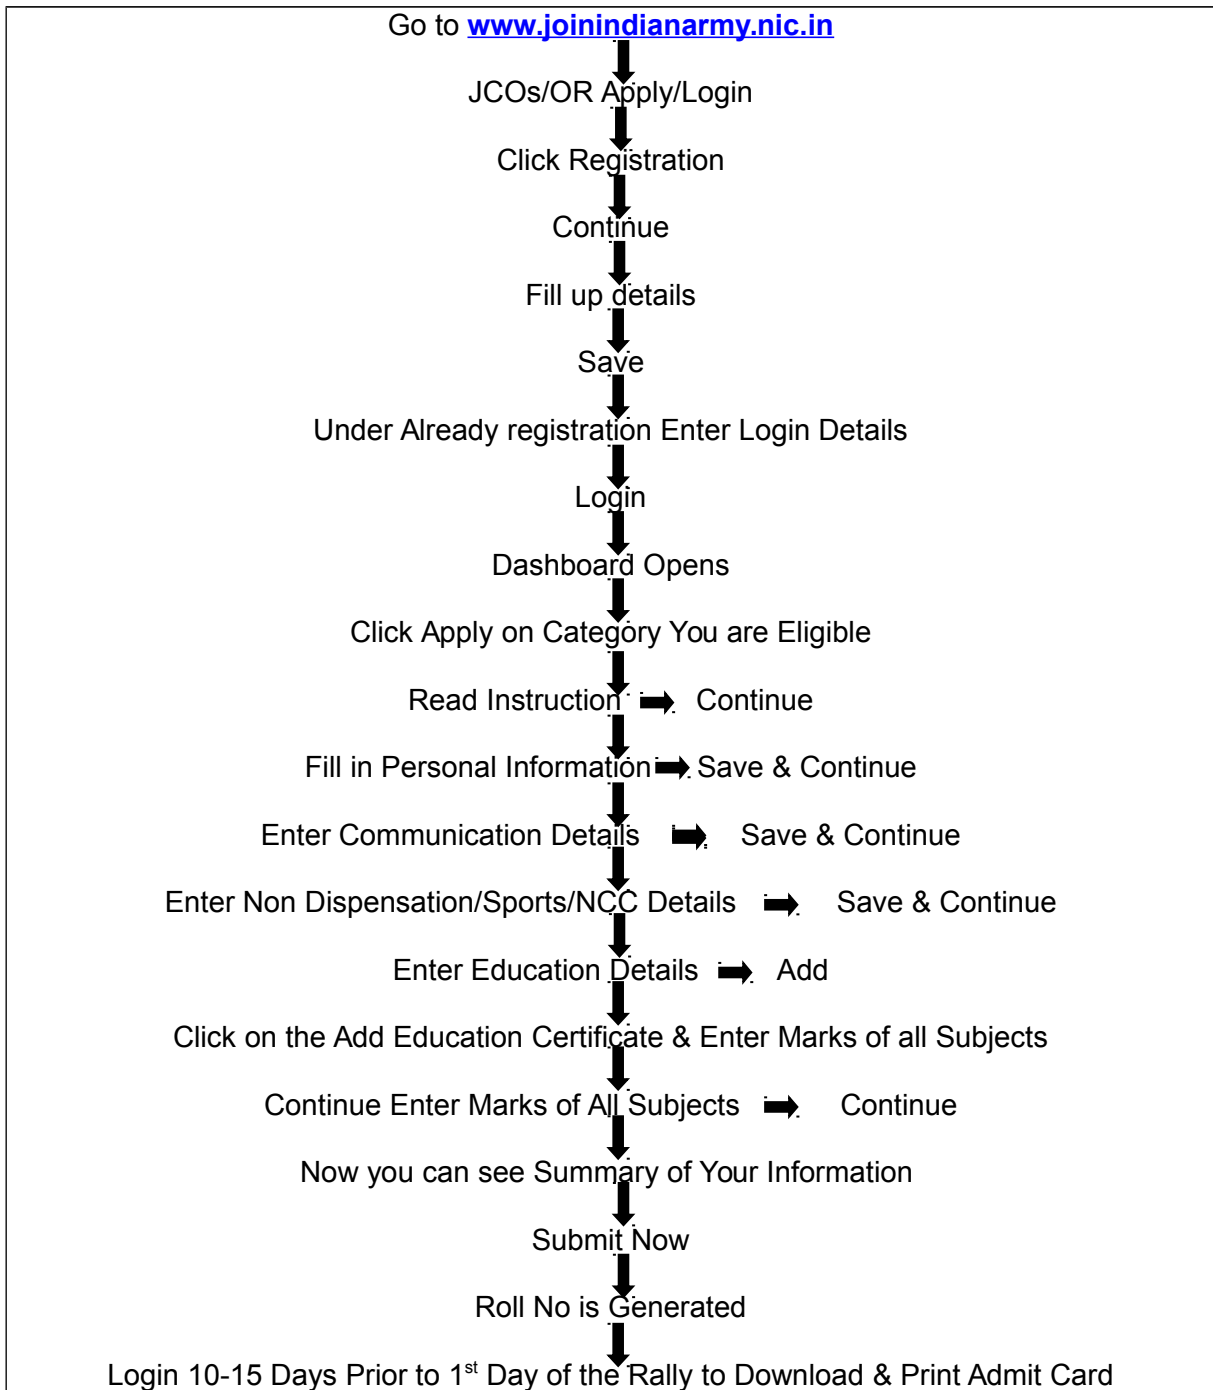 Go to www.joinindianarmy.nic.in
JCOs/OR Apply/Login
Click Registration
Continue
Fill up details
Save
Under Already registration Enter Login Details
Login
Dashboard Opens
Click Apply on Category You are Eligible
Read Instruction Continue
Fill in Personal Information Save & Continue
Enter Communication Details Save & Continue
Enter Non Dispensation/Sports/NCC Details Save & Continue
Enter Education Details Add
Click on the Add Education Certificate & Enter Marks of all Subjects
Continue Enter Marks of All Subjects Continue
Now you can see Summary of Your Information
Submit Now
Roll No is Generated
Login 10-15 Days Prior to 1st Day of the Rally to Download & Print Admit Card